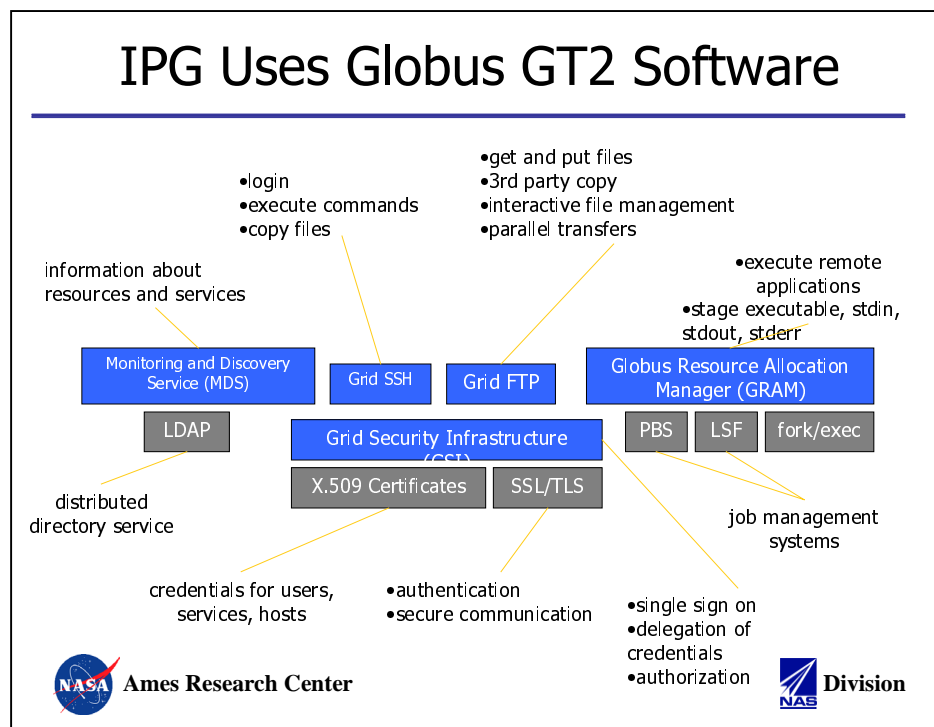 IPG Uses Globus GT2 Software
•get and put files
•3rd party copy
•interactive file management
•parallel transfers
•login
•execute commands
•copy files
information about
resources and services
•execute remote
applications
•stage executable, stdin,
stdout, stderr
Monitoring and Discovery
Service (MDS)
Grid SSH
Grid FTP
Globus Resource Allocation
Manager (GRAM)
LDAP
Grid Security Infrastructure
(GSI)
PBS
LSF
fork/exec
X.509 Certificates
SSL/TLS
distributed
directory service
job management
systems
credentials for users,
services, hosts
•authentication
•secure communication
•single sign on
•delegation of
credentials
•authorization
NASA
Ames Research Center
NAS
Division